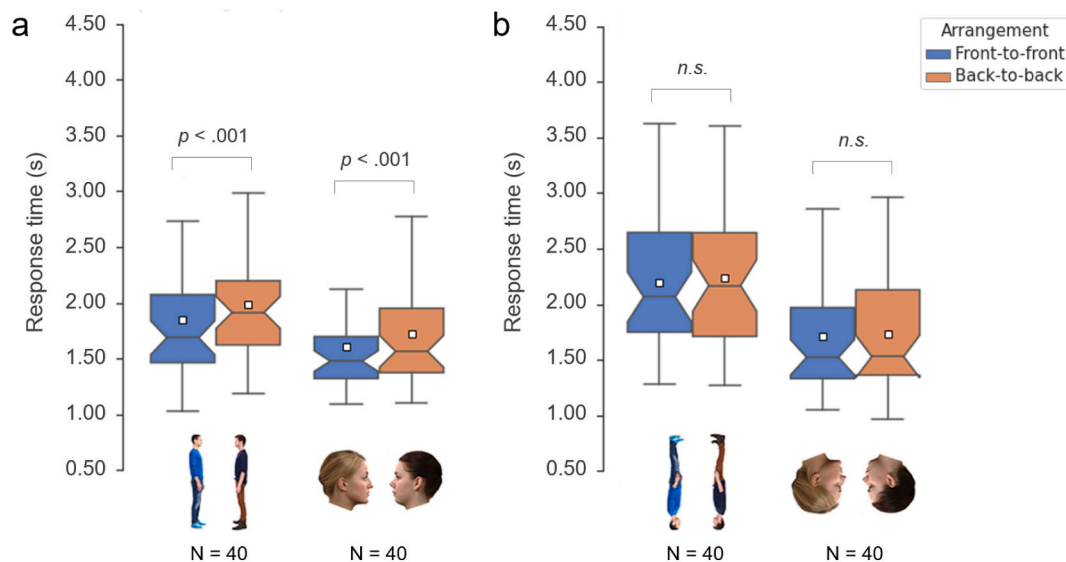 a
4.50
4.00
3.50
3.00
2.50
2.00
1.50
1.00
0.50
Response time (s)
p < .001
p < .001
N = 40
N = 40
b
Arrangement
Front-to-front
Back-to-back
4.50
4.00
3.50
3.00
2.50
2.00
1.50
1.00
0.50
Response time (s)
n.s.
n.s.
N = 40
N = 40